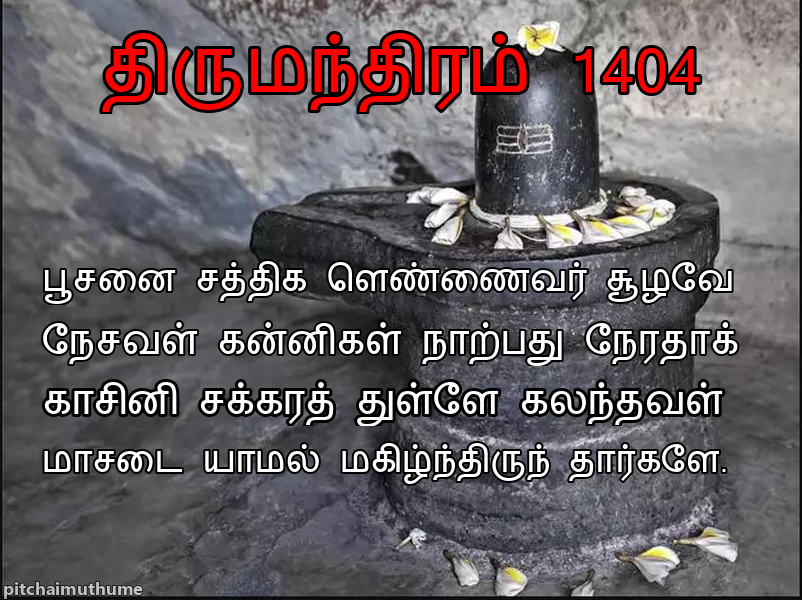 திருமந்திரம் 1404
பூசனை சத்திக ளெண்ணைவர் சூழவே
நேசவள் கன்னிகள் நாற்பது நேரதாக்
காசினி சக்கரத் துள்ளே கலந்தவள்
மாசடை யாமல் மகிழ்ந்திருந் தார்களே.
pitchaimuthume